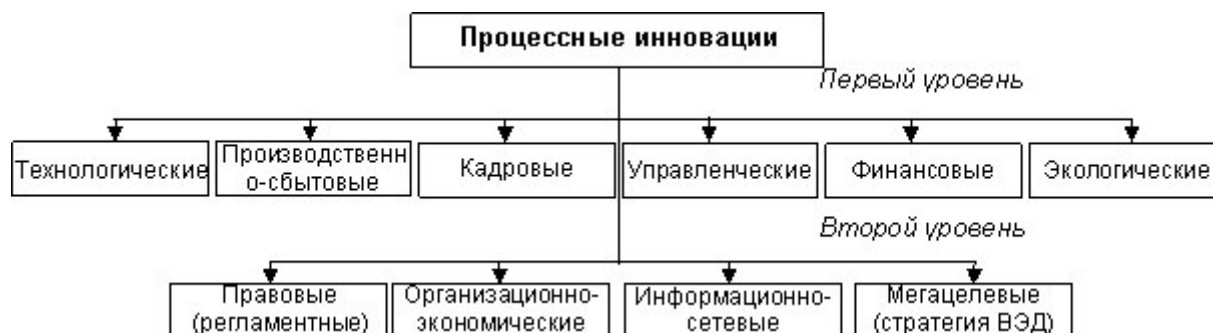 Процессные инновации
Первый уровень
Технологические
Производственн
о-сбытовые
Кадровые
Управленческие
Финансовые
Экологические
Второй уровень
Правовые
(регламентные)
Организационно-
экономические
Информационно-
сетевые
Мегацелевые
(стратегия ВЭД)